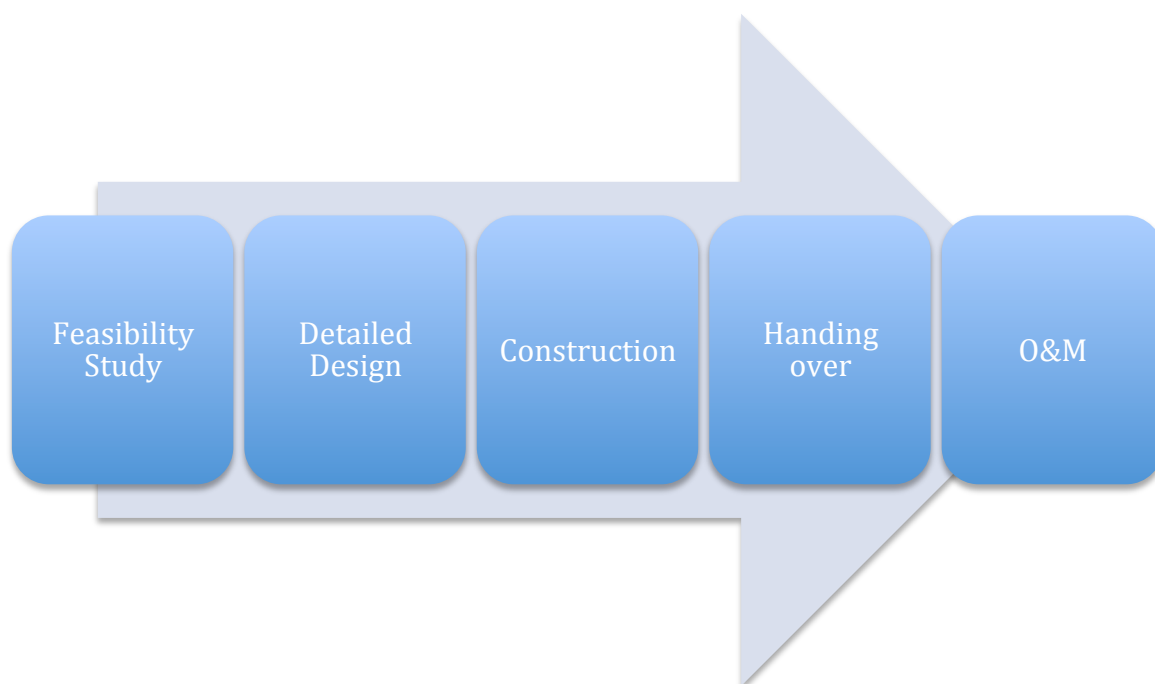 Feasibility
Study
Detailed
Design
Construction
Handing
over
O&M